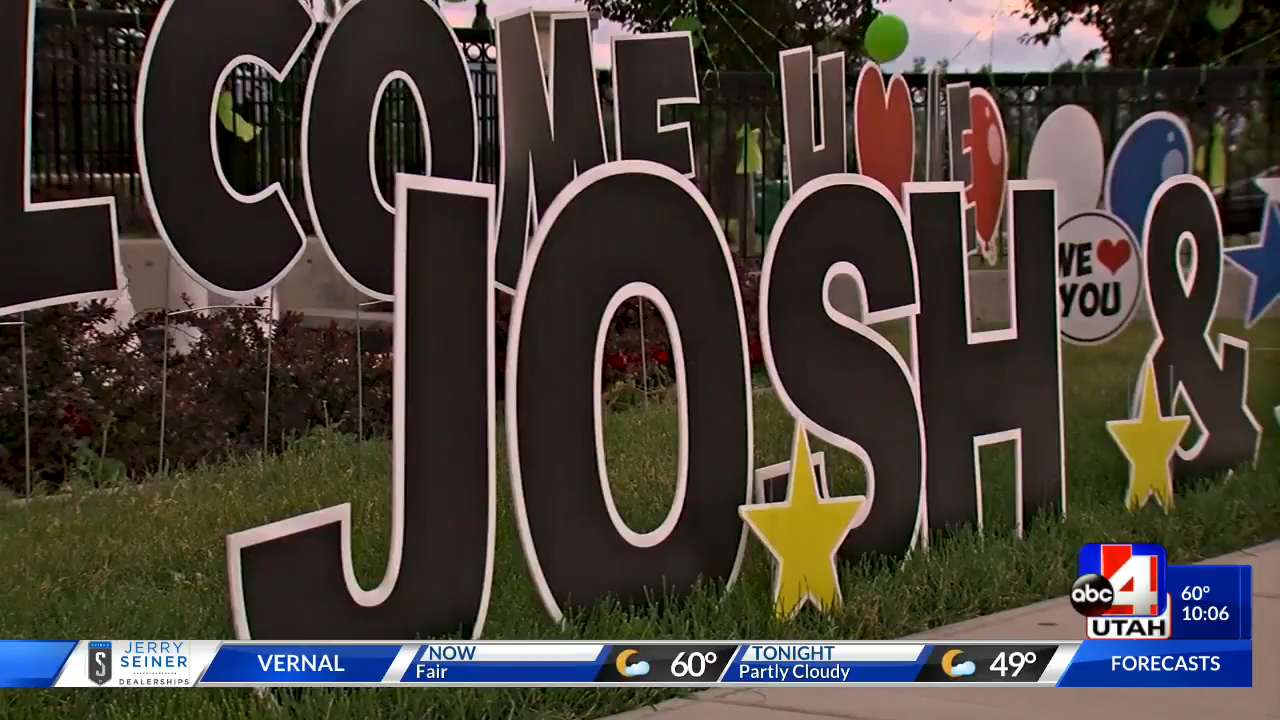 LCOME H❤ME
JOSH &
WE ❤
YOU
abc 4
UTAH
60°
10:06
SEINER
S
JERRY
SEINER
DEALERSHIPS
VERNAL
NOW
Fair
60°
TONIGHT
Partly Cloudy
49°
FORECASTS